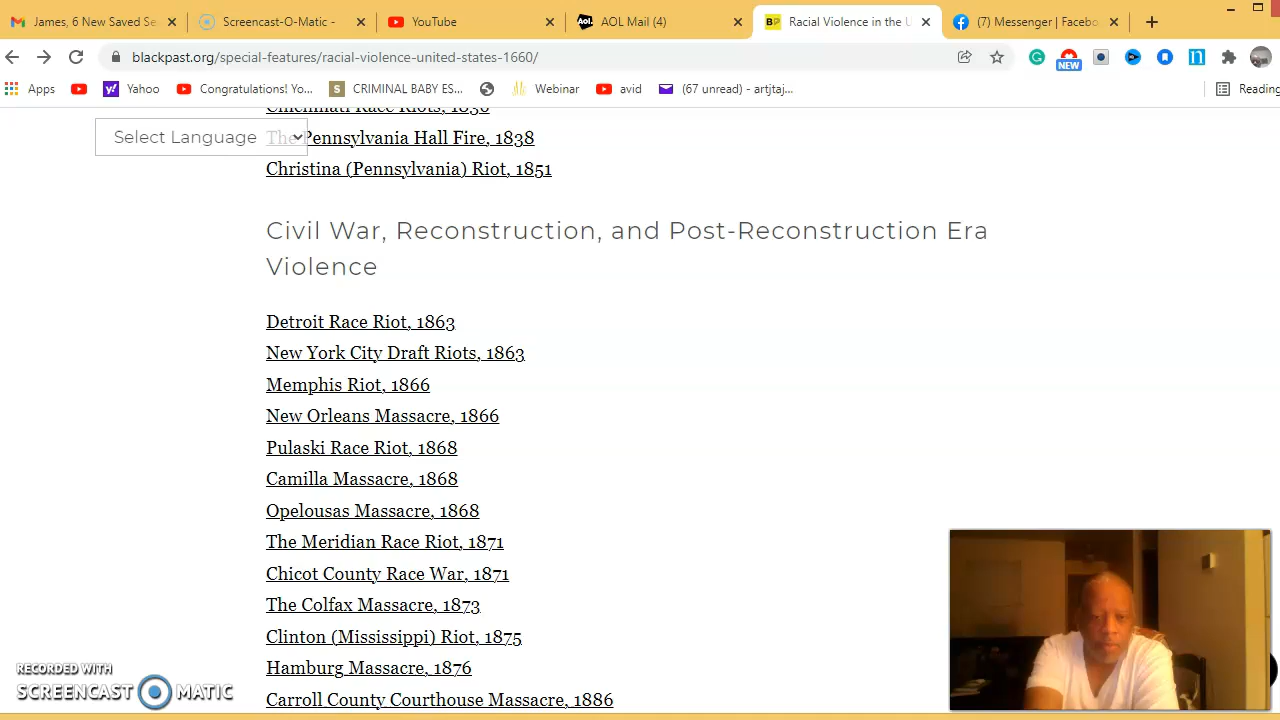 James, 6 New Saved Se
Screencast-O-Matic -
YouTube
AOL Mail (4)
Racial Violence in the U
(7) Messenger | Facebo
blackpast.org/special-features/racial-violence-united-states-1660/
NEW
Apps
Yahoo
Congratulations! Yo...
CRIMINAL BABY ES...
Webinar
avid
(67 unread) - artjtaj...
Reading
Cincinnati Race Riots, 1836
Select Language
The Pennsylvania Hall Fire, 1838
Christina (Pennsylvania) Riot, 1851
Civil War, Reconstruction, and Post-Reconstruction Era
Violence
Detroit Race Riot, 1863
New York City Draft Riots, 1863
Memphis Riot, 1866
New Orleans Massacre, 1866
Pulaski Race Riot, 1868
Camilla Massacre, 1868
Opelousas Massacre, 1868
The Meridian Race Riot, 1871
Chicot County Race War, 1871
The Colfax Massacre, 1873
Clinton (Mississippi) Riot, 1875
Hamburg Massacre, 1876
Carroll County Courthouse Massacre, 1886
RECORDED WITH
SCREENCAST MATIC